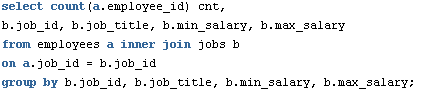 select count(a.employee_id) cnt,
b.job_id, b.job_title, b.min_salary, b.max_salary
from employees a inner join jobs b
on a.job_id = b.job_id
group by b.job_id, b.job_title, b.min_salary, b.max_salary;